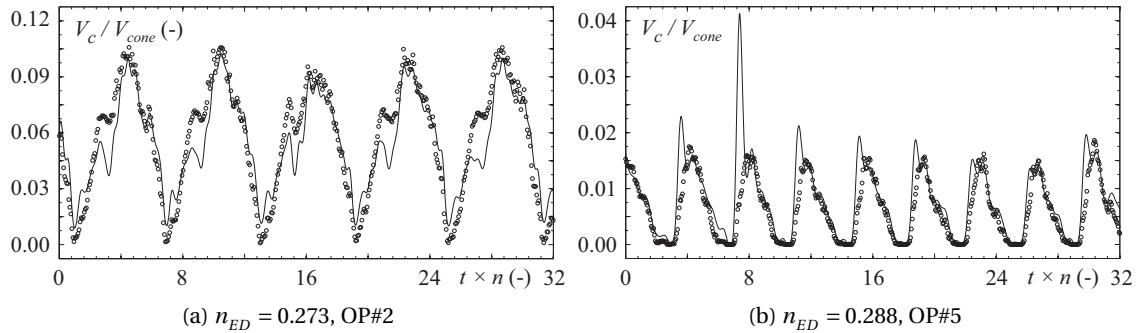 0.12
V_c / V_cone (-)
0.09
0.06
0.03
0.00
0 8 16 24 t × n (-) 32
(a) n_ED = 0.273, OP#2
0.04
V_c / V_cone
0.03
0.02
0.01
0.00
0 8 16 24 t × n (-) 32
(b) n_ED = 0.288, OP#5